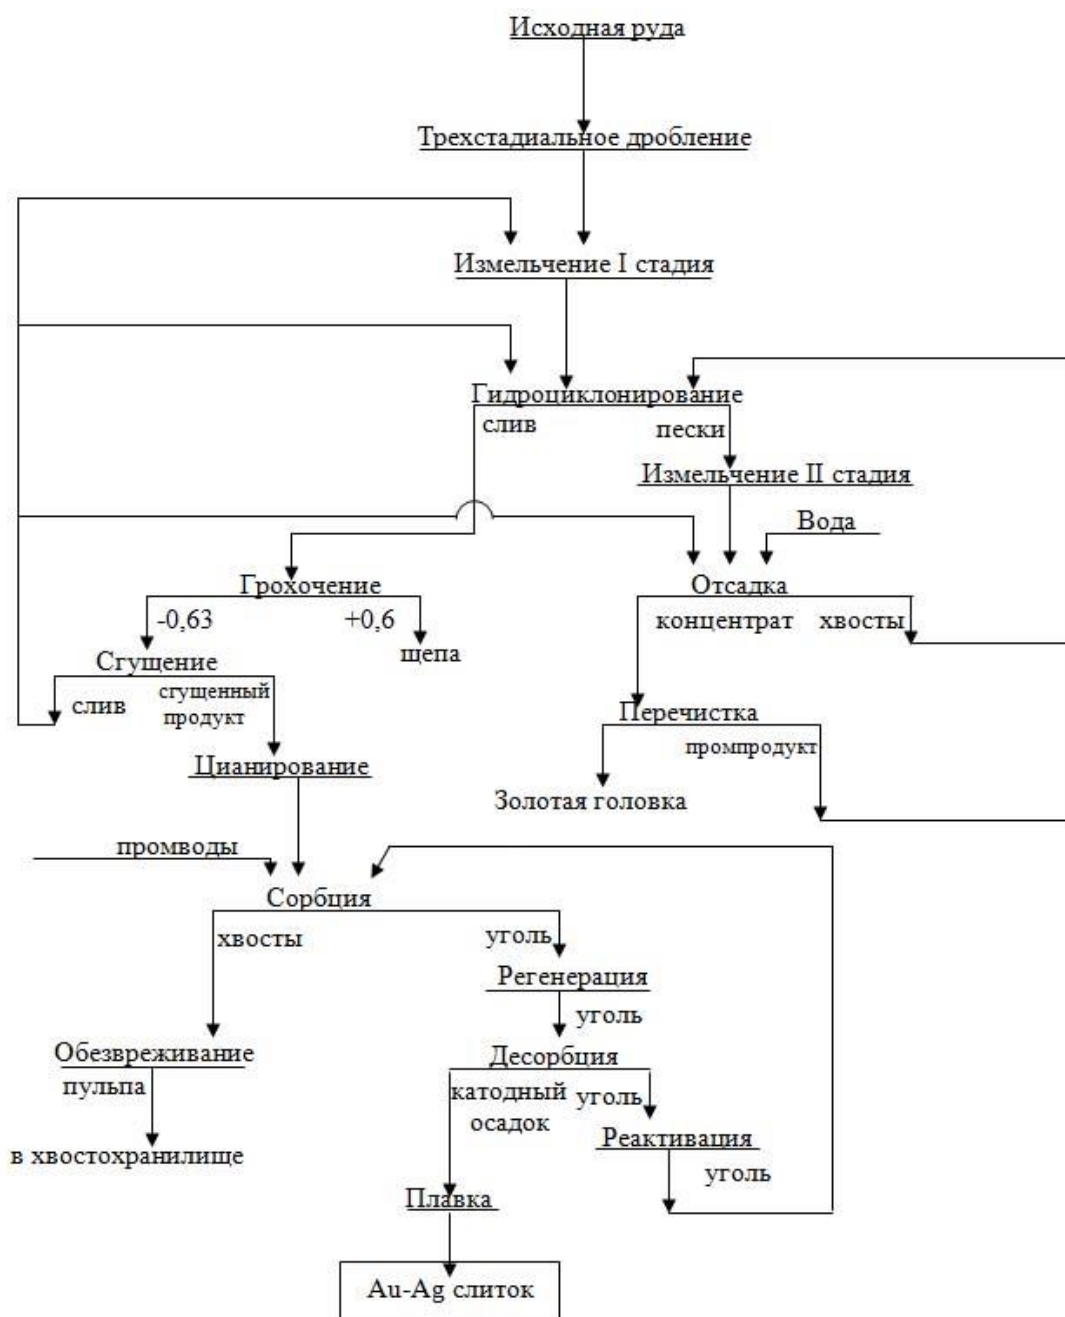 Исходная руда
Трехстадиальное дробление
Измельчение I стадия
Гидроциклонирование
слив
пески
Измельчение II стадия
Вода
Грохочение
Отсадка
-0,63
+0,6
концентрат
хвосты
щепа
Сгущение
слив
сгущенный
продукт
Перечистка
промпродукт
Цианирование
Золотая головка
промводы
Сорбция
хвосты
уголь
Регенерация
уголь
Обезвреживание
Десорбция
пульпа
катодный
осадок
уголь
Реактивация
в хвостохранилище
уголь
Плавка
Au-Ag слиток